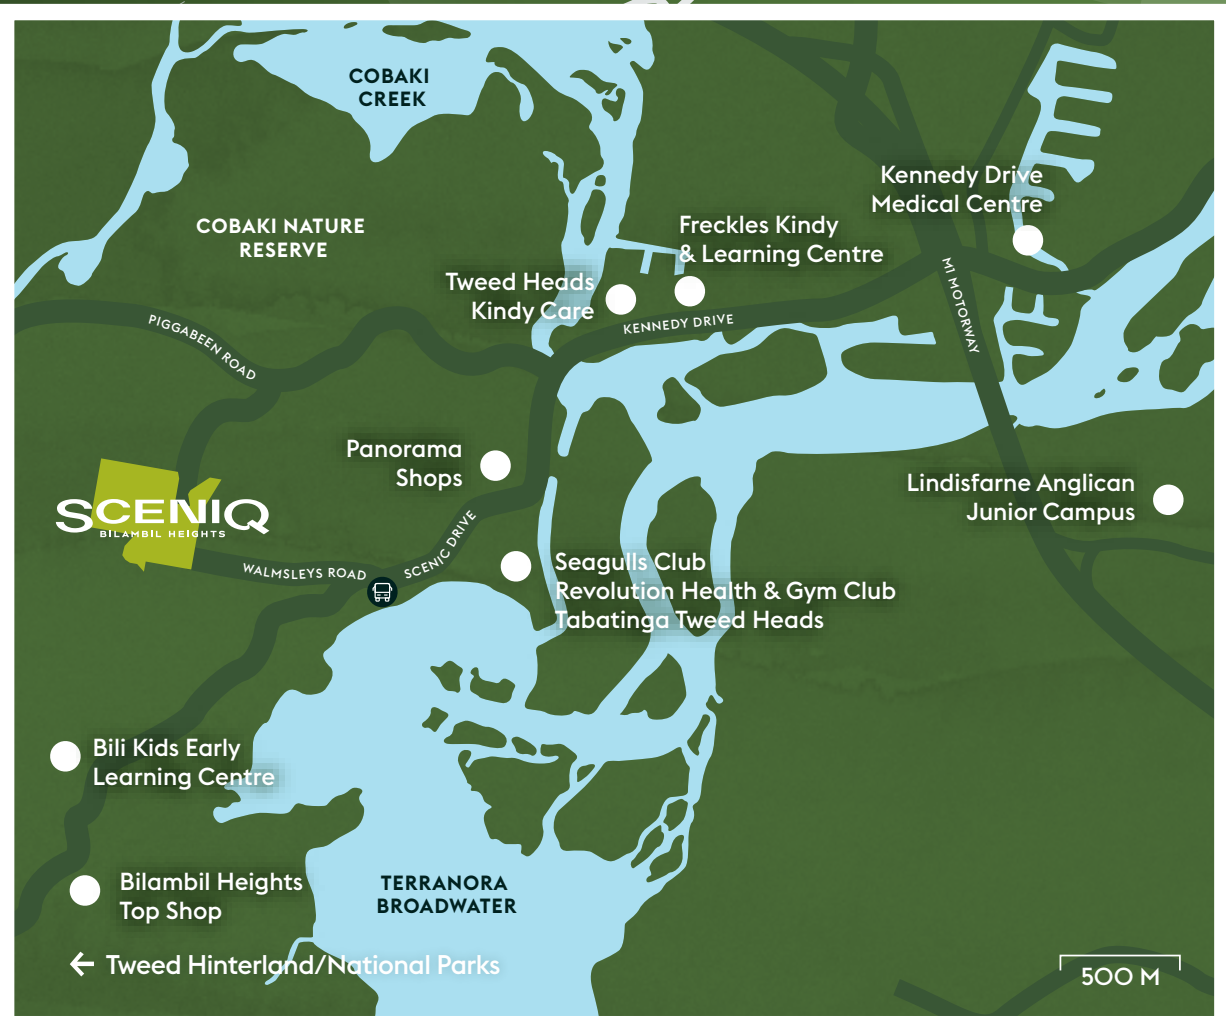 COBAKI
CREEK
Kennedy Drive
Medical Centre
COBAKI NATURE
RESERVE
Freckles Kindy
& Learning Centre
Tweed Heads
Kindy Care
M1 MOTORWAY
KENNEDY DRIVE
PIGGABEEN ROAD
Panorama
Shops
Lindisfarne Anglican
Junior Campus
SCENIQ
BILAMBIL HEIGHTS
SCENIC DRIVE
WALMSLEYS ROAD
Seagulls Club
Revolution Health & Gym Club
Tabatinga Tweed Heads
Bili Kids Early
Learning Centre
Bilambil Heights
Top Shop
TERRANORA
BROADWATER
← Tweed Hinterland/National Parks
500 M